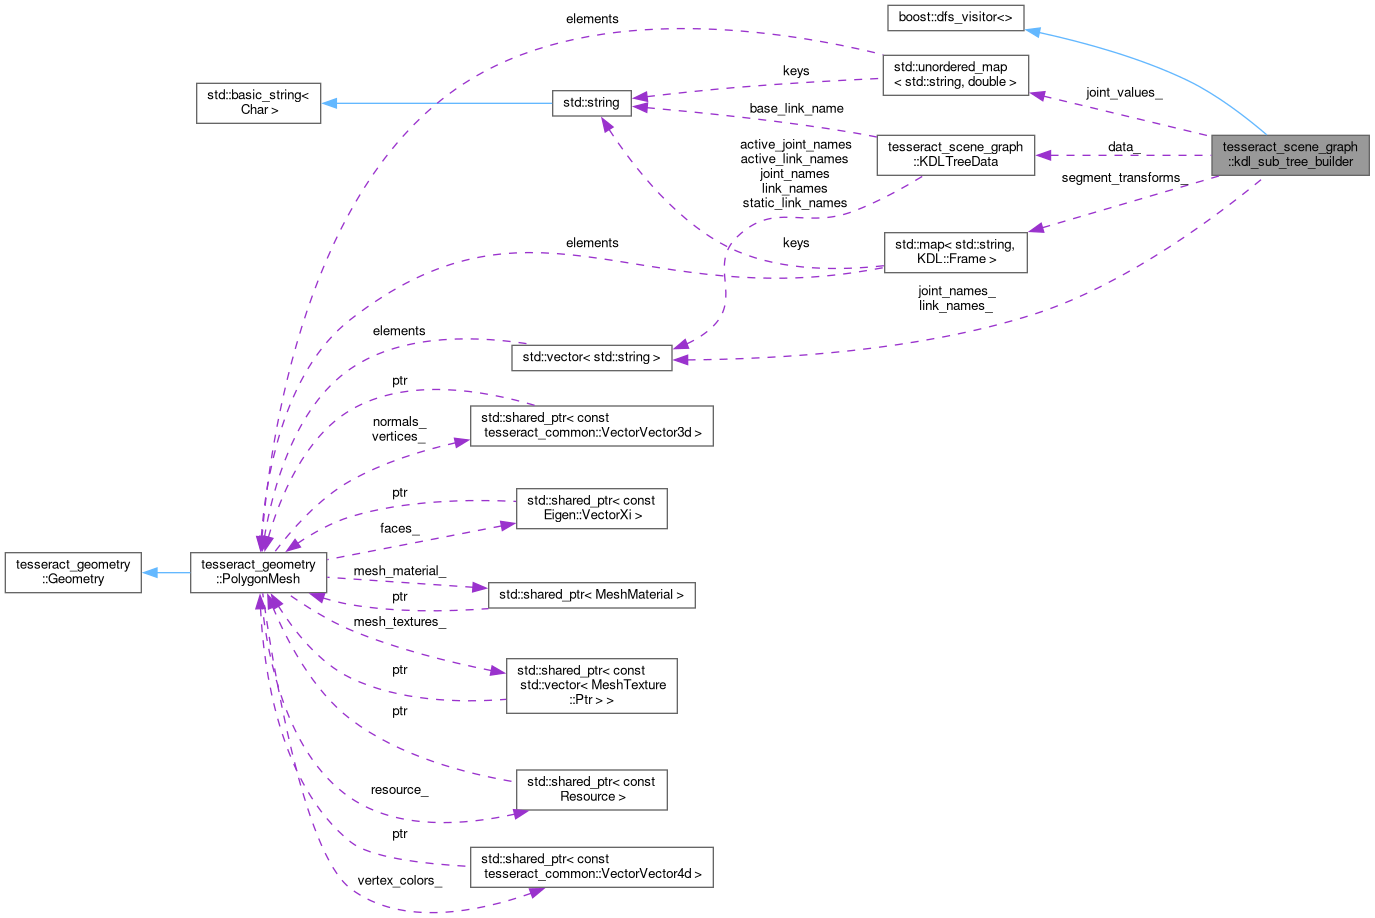 elements
boost::dfs_visitor<>
std::unordered_map
< std::string, double >
keys
joint_values_
std::basic_string<
Char >
std::string
base_link_name
tesseract_scene_graph
::kdl_sub_tree_builder
tesseract_scene_graph
::KDLTreeData
data_
active_joint_names
active_link_names
joint_names
link_names
static_link_names
segment_transforms_
elements
keys
std::map< std::string,
KDL::Frame >
joint_names_
link_names_
elements
std::vector< std::string >
ptr
normals_
vertices_
std::shared_ptr< const
tesseract_common::VectorVector3d >
ptr
std::shared_ptr< const
Eigen::VectorXi >
faces_
tesseract_geometry
::Geometry
tesseract_geometry
::PolygonMesh
mesh_material_
ptr
std::shared_ptr< MeshMaterial >
mesh_textures_
ptr
std::shared_ptr< const
std::vector< MeshTexture
::Ptr > >
ptr
std::shared_ptr< const
Resource >
resource_
ptr
std::shared_ptr< const
tesseract_common::VectorVector4d >
vertex_colors_